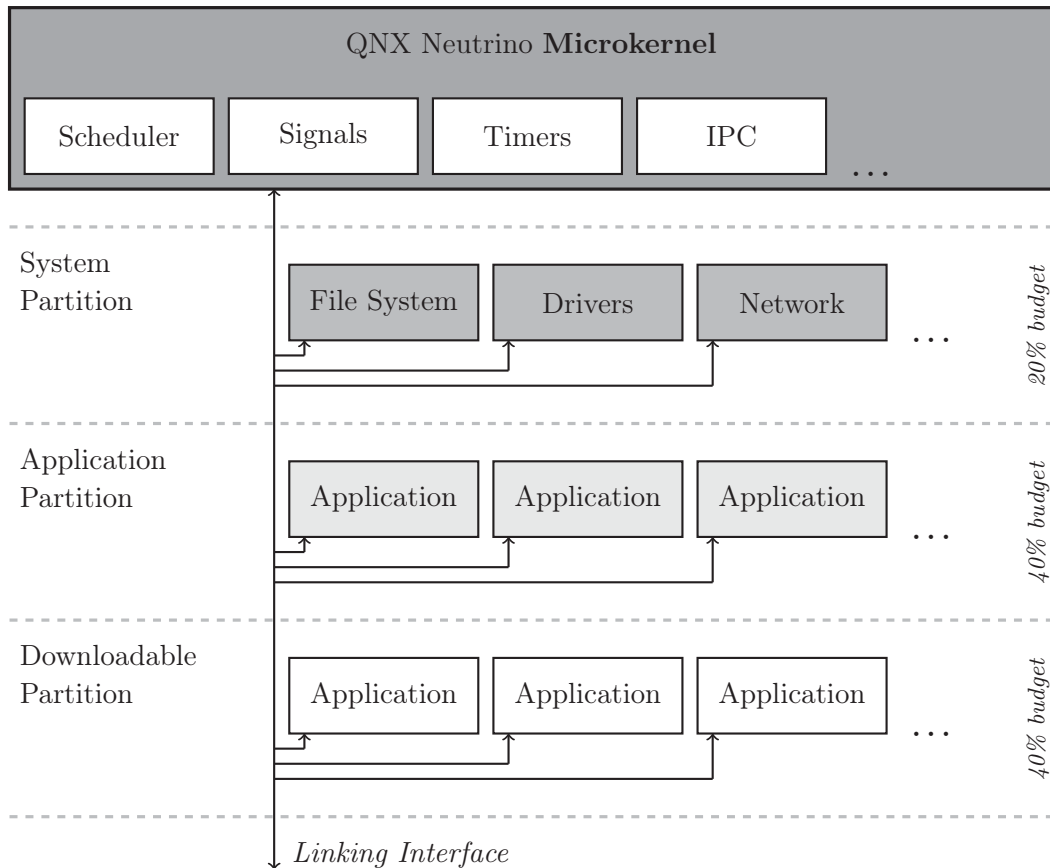 QNX Neutrino Microkernel
Scheduler
Signals
Timers
IPC
...
System
Partition
File System
Drivers
Network
...
20% budget
Application
Partition
Application
Application
Application
...
40% budget
Downloadable
Partition
Application
Application
Application
...
40% budget
Linking Interface